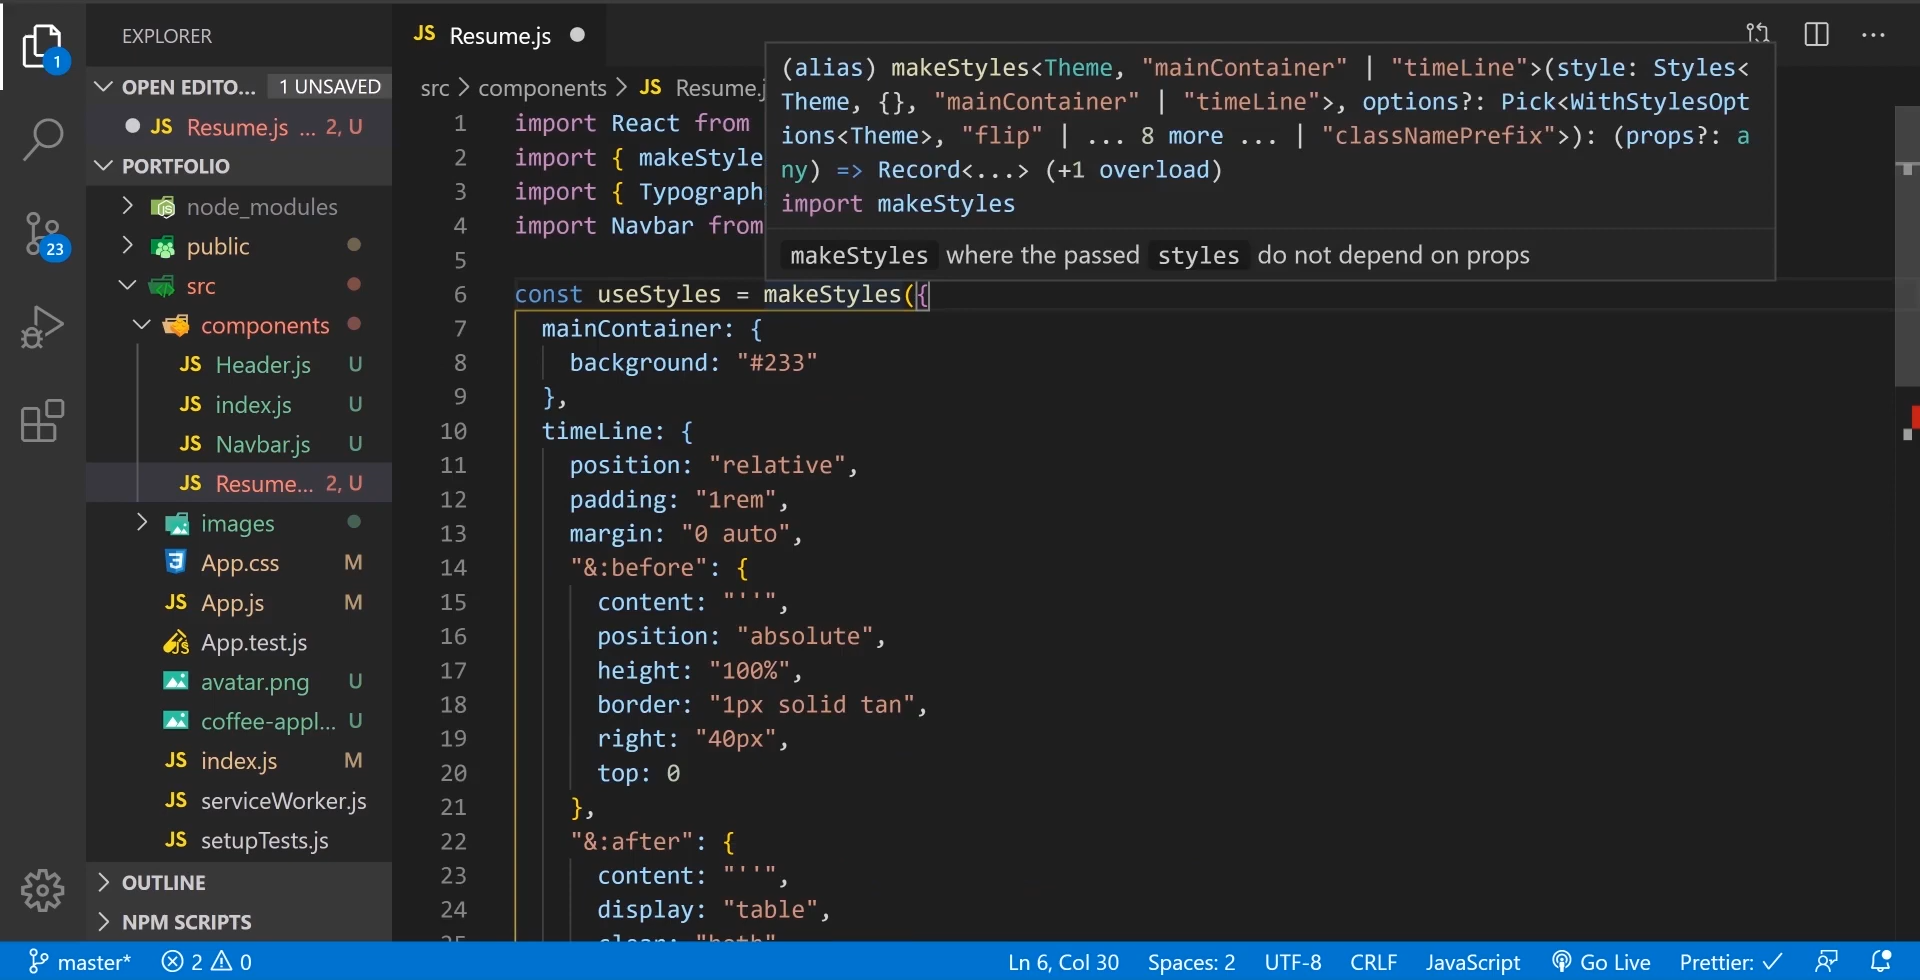 EXPLORER
OPEN EDITO... 1 UNSAVED
JS Resume.js ... 2, U
PORTFOLIO
node_modules
public
src
components
JS Header.js U
JS index.js U
JS Navbar.js U
JS Resume... 2, U
images
App.css M
JS App.js M
App.test.js
avatar.png U
coffee-appl... U
JS index.js M
JS serviceWorker.js
JS setupTests.js
OUTLINE
NPM SCRIPTS
1
23
JS Resume.js
src > components > JS Resume.j
1 import React from
2 import { makeStyle
3 import { Typograph
4 import Navbar from
5
(alias) makeStyles<Theme, "mainContainer" | "timeLine">(style: Styles<
Theme, {}, "mainContainer" | "timeLine">, options?: Pick<WithStylesOpt
ions<Theme>, "flip" | ... 8 more ... | "classNamePrefix">): (props?: a
ny) => Record<...> (+1 overload)
import makeStyles
makeStyles where the passed styles do not depend on props
6 const useStyles = makeStyles({
7 mainContainer: {
8 background: "#233"
9 },
10 timeLine: {
11 position: "relative",
12 padding: "1rem",
13 margin: "0 auto",
14 "&:before": {
15 content: "''",
16 position: "absolute",
17 height: "100%",
18 border: "1px solid tan",
19 right: "40px",
20 top: 0
21 },
22 "&:after": {
23 content: "''",
24 display: "table",
25 clear: "both"
master* 2 0 Ln 6, Col 30 Spaces: 2 UTF-8 CRLF JavaScript Go Live Prettier: ✓